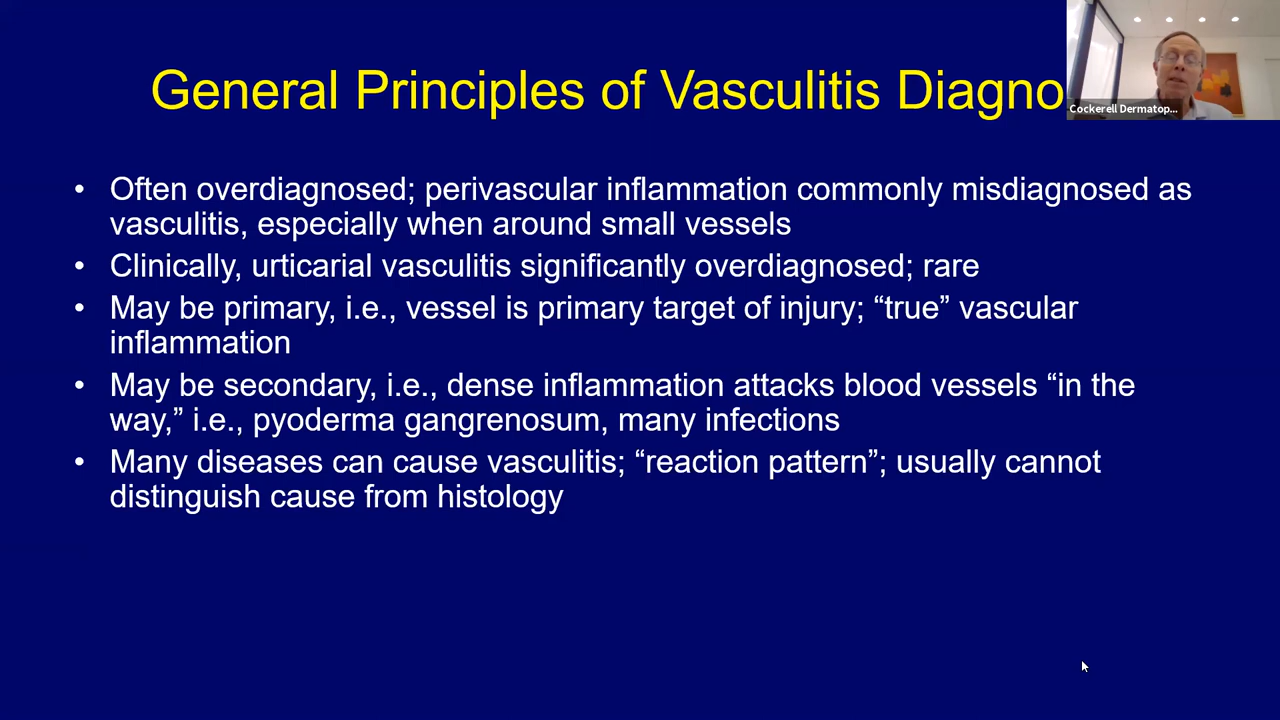 General Principles of Vasculitis Diagno
Cockerell Dermatop...
• Often overdiagnosed; perivascular inflammation commonly misdiagnosed as
vasculitis, especially when around small vessels
• Clinically, urticarial vasculitis significantly overdiagnosed; rare
• May be primary, i.e., vessel is primary target of injury; “true” vascular
inflammation
• May be secondary, i.e., dense inflammation attacks blood vessels “in the
way,” i.e., pyoderma gangrenosum, many infections
• Many diseases can cause vasculitis; “reaction pattern”; usually cannot
distinguish cause from histology